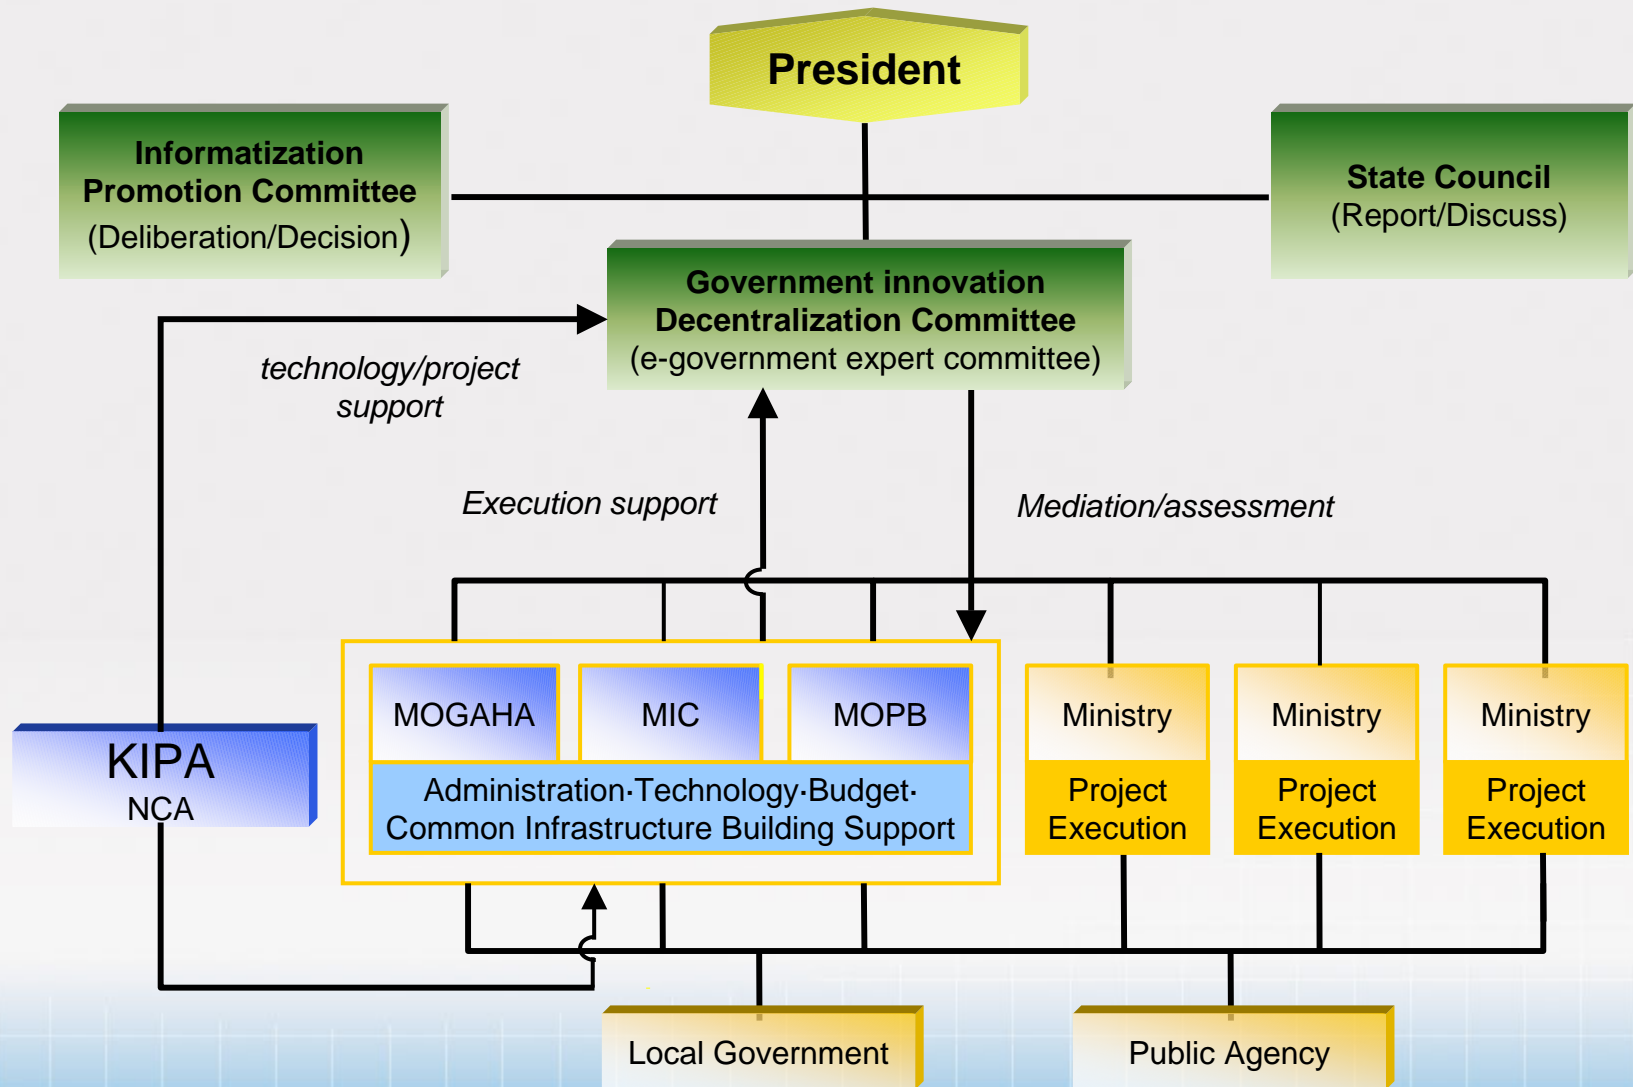 President
Informatization
Promotion Committee
(Deliberation/Decision)
State Council
(Report/Discuss)
Government innovation
Decentralization Committee
(e-government expert committee)
technology/project
support
Execution support
Mediation/assessment
MOGAHA
MIC
MOPB
Ministry
Ministry
Ministry
KIPA
NCA
Administration·Technology·Budget·
Common Infrastructure Building Support
Project
Execution
Project
Execution
Project
Execution
Local Government
Public Agency